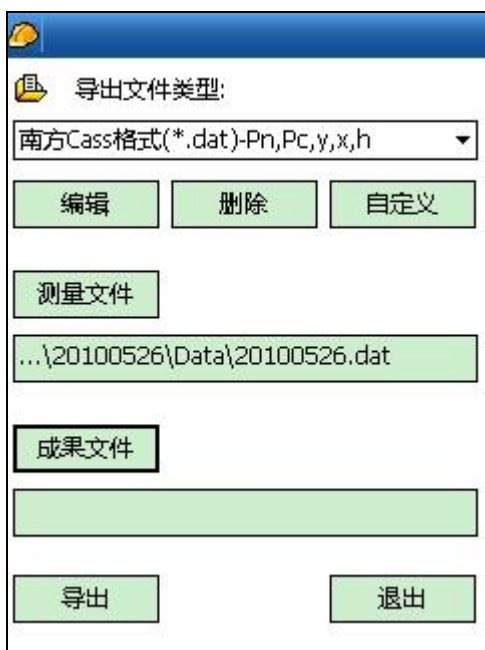 导出文件类型:
南方Cass格式(*.dat)-Pn,Pc,y,x,h
编辑 删除 自定义
测量文件
...\20100526\Data\20100526.dat
成果文件
导出 退出